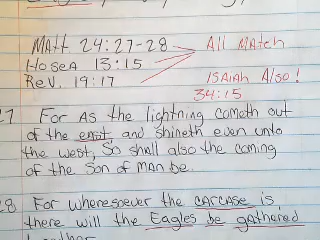 Matt 24:27-28 All Match
Hosea 13:15
Rev. 19:17 Isaiah Also!
34:15
27 For as the lightning cometh out
of the east, and shineth even unto
the west, So shall also the coming
of the Son of man be.
28 For wheresoever the carcase is,
there will the Eagles be gathered